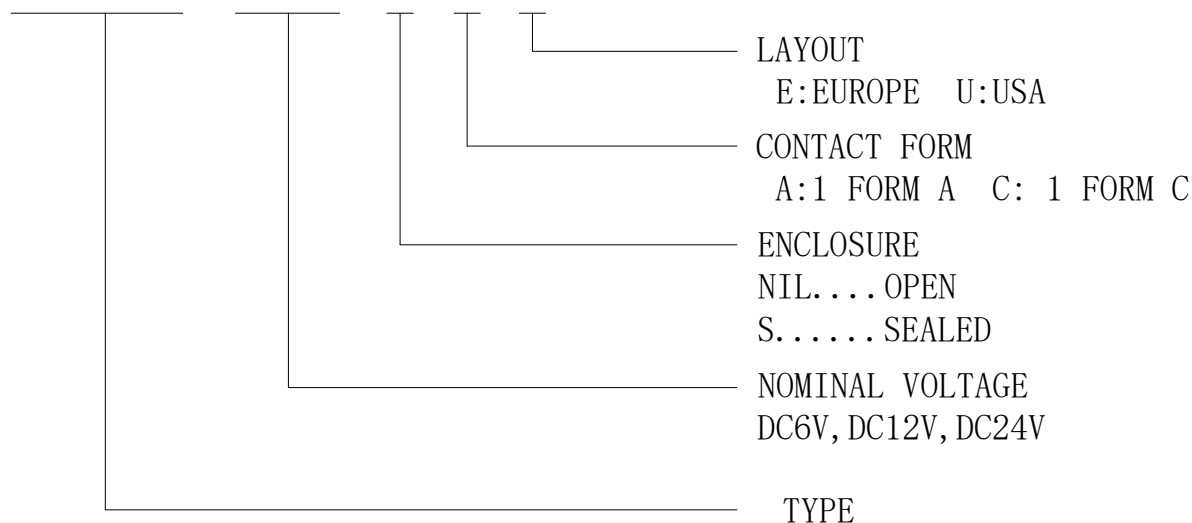 LAYOUT
E:EUROPE U:USA
CONTACT FORM
A:1 FORM A C: 1 FORM C
ENCLOSURE
NIL....OPEN
S......SEALED
NOMINAL VOLTAGE
DC6V,DC12V,DC24V
TYPE